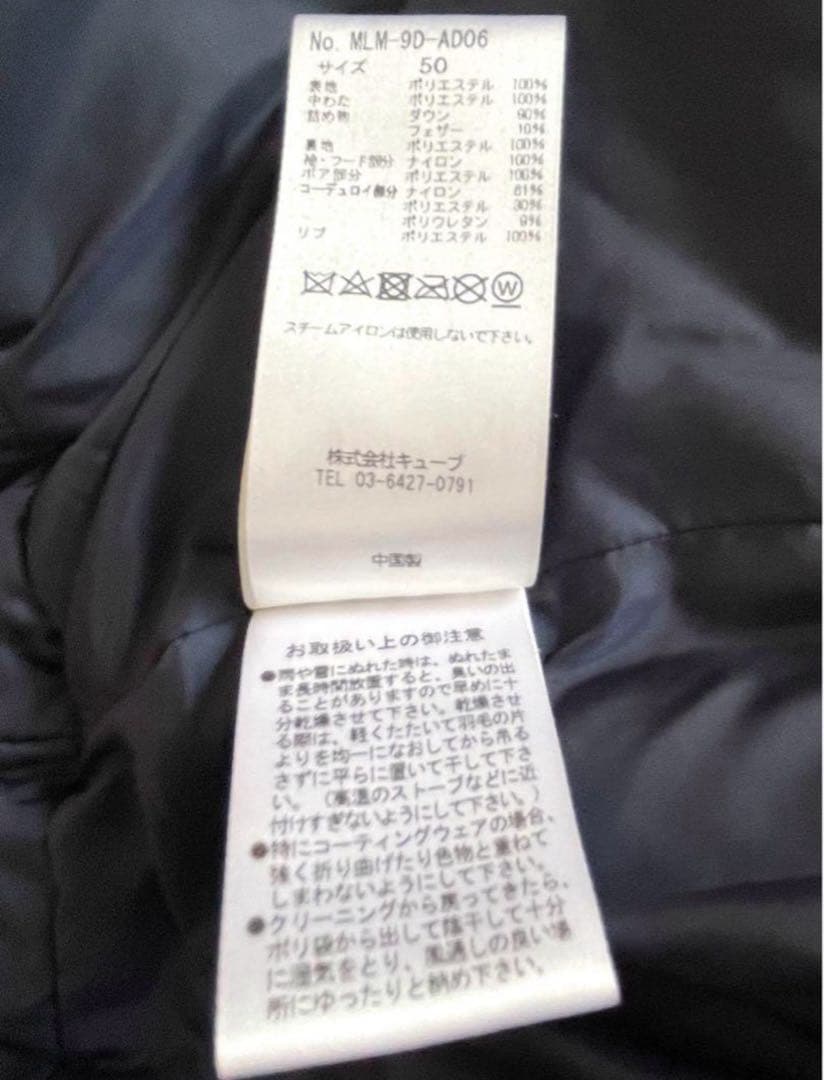 No. MLM-9D-AD06
サイズ 50
表地 ポリエステル 100%
中わた ポリエステル 100%
詰め物 ダウン 90%
フェザー 10%
裏地 ポリエステル 100%
袖・フード部分 ナイロン 100%
ボア部分 ポリエステル 100%
コーデュロイ部分 ナイロン 61%
ポリエステル 30%
ポリウレタン 9%
リブ ポリエステル 100%
W
スチームアイロンは使用しないで下さい。
株式会社キューブ
TEL 03-6427-0791
中国製
お取扱い上の御注意
●雨や雪にぬれた時は、ぬれたま
ま長時間放置すると、臭いの出
ることがありますので早めに十
分乾燥させて下さい。乾燥させ
る際は、軽くたたいて羽毛の片
よりを均一になおしてから吊る
さずに平らに置いて干して下さ
い。(高温のストーブなどに近
付けすぎないようにして下さい。)
●特にコーティングウェアの場合、
強く折り曲げたり色物と重ねて
しまわないようにして下さい。
●クリーニングから戻ってきたら、
ポリ袋から出して陰干しで十分
に湿気をとり、風通しの良い場
所にゆったりと納め下さい。